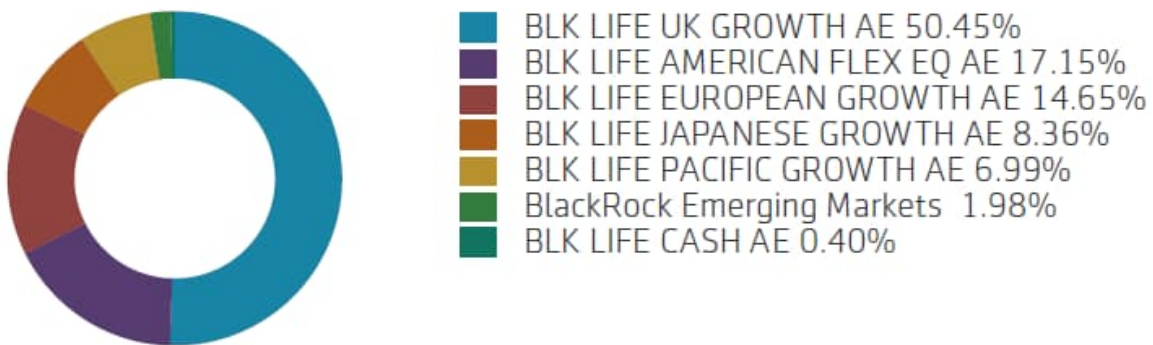 BLK LIFE UK GROWTH AE 50.45%
BLK LIFE AMERICAN FLEX EQ AE 17.15%
BLK LIFE EUROPEAN GROWTH AE 14.65%
BLK LIFE JAPANESE GROWTH AE 8.36%
BLK LIFE PACIFIC GROWTH AE 6.99%
BlackRock Emerging Markets  1.98%
BLK LIFE CASH AE 0.40%